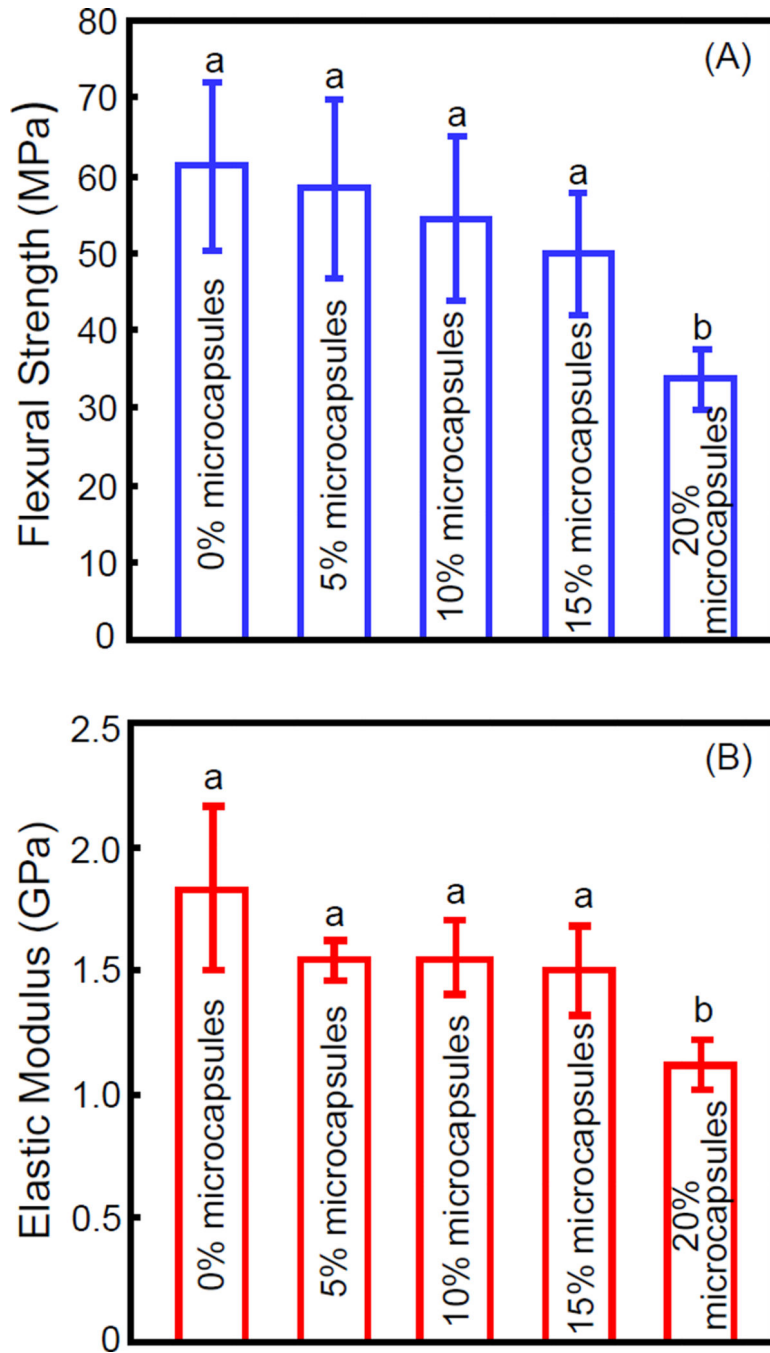 (A)
Flexural Strength (MPa)
80
70
60
50
40
30
20
10
0
a
a
a
a
b
0% microcapsules
5% microcapsules
10% microcapsules
15% microcapsules
20%
microcapsules
(B)
Elastic Modulus (GPa)
2.5
2.0
1.5
1.0
0.5
0
a
a
a
a
b
0% microcapsules
5% microcapsules
10% microcapsules
15% microcapsules
20%
microcapsules